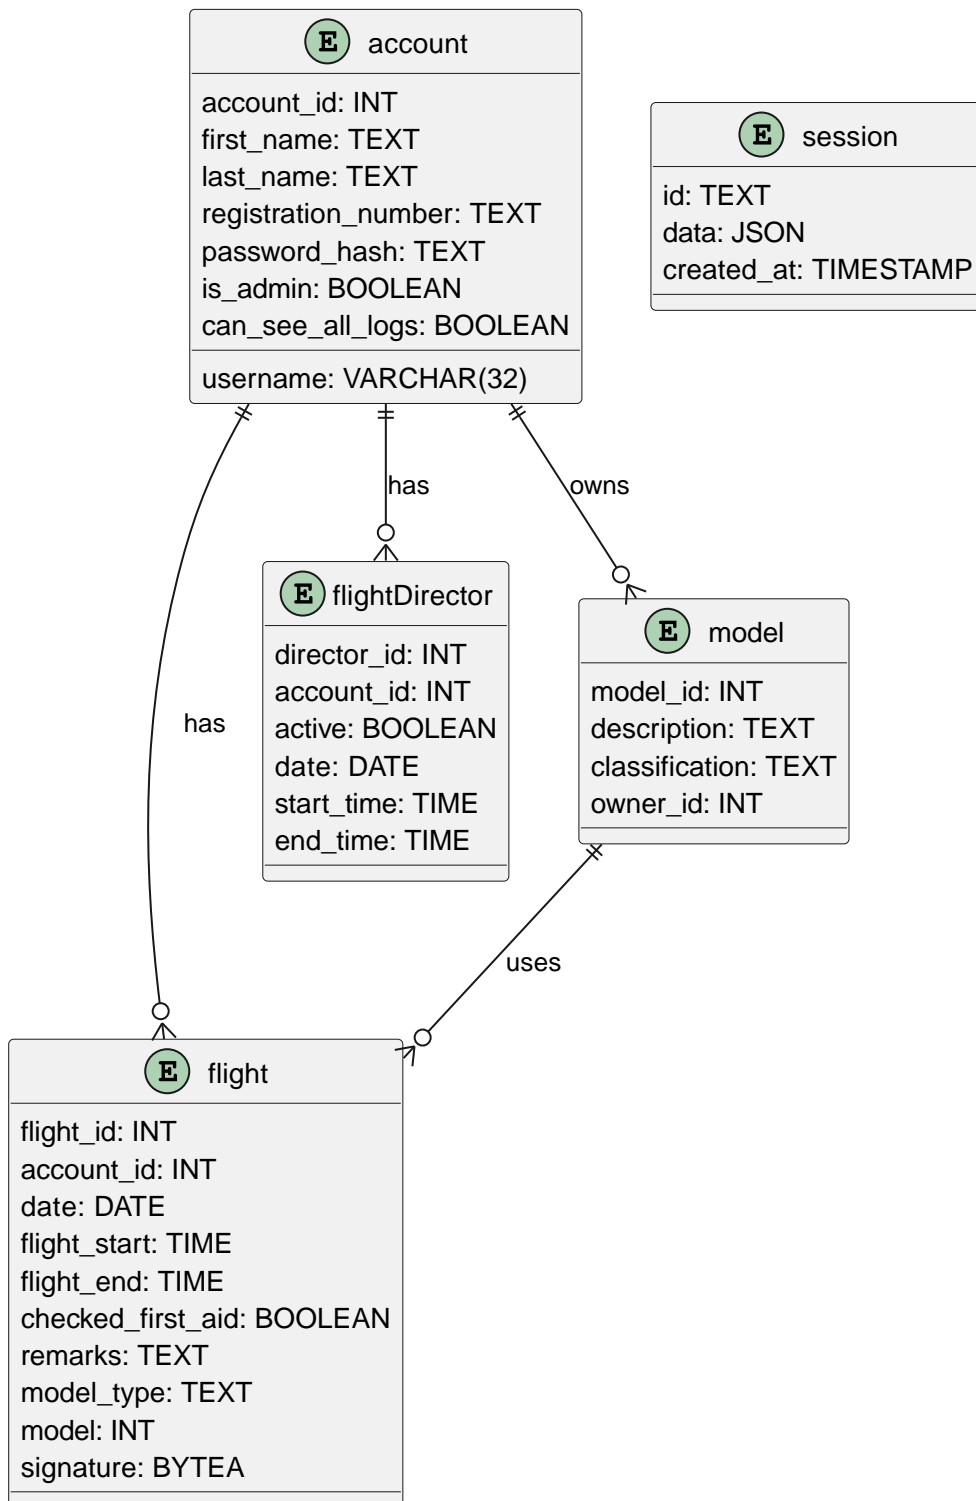 E account
account_id: INT
first_name: TEXT
last_name: TEXT
registration_number: TEXT
password_hash: TEXT
is_admin: BOOLEAN
can_see_all_logs: BOOLEAN
username: VARCHAR(32)
E session
id: TEXT
data: JSON
created_at: TIMESTAMP
has
owns
E flightDirector
director_id: INT
account_id: INT
active: BOOLEAN
date: DATE
start_time: TIME
end_time: TIME
E model
model_id: INT
description: TEXT
classification: TEXT
owner_id: INT
has
uses
E flight
flight_id: INT
account_id: INT
date: DATE
flight_start: TIME
flight_end: TIME
checked_first_aid: BOOLEAN
remarks: TEXT
model_type: TEXT
model: INT
signature: BYTEA